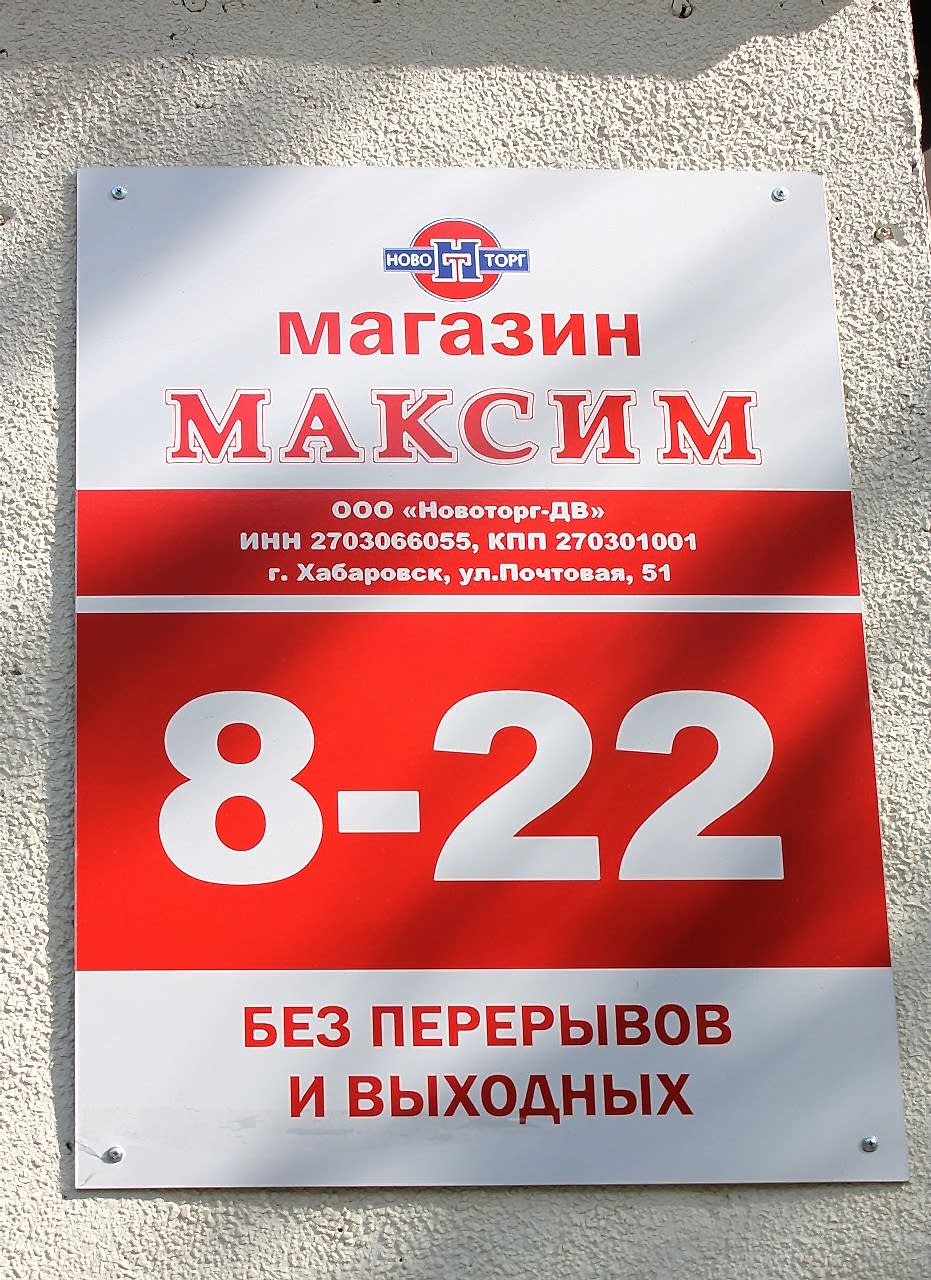 НОВО НТ ТОРГ
магазин
МАКСИМ
ООО «Новоторг-ДВ»
ИНН 2703066055, КПП 270301001
г. Хабаровск, ул.Почтовая, 51
8-22
БЕЗ ПЕРЕРЫВОВ
И ВЫХОДНЫХ